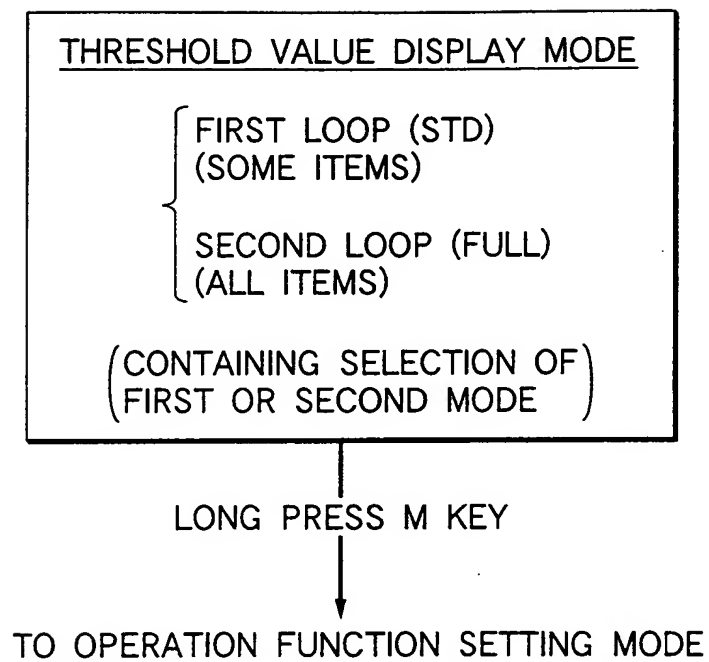 THRESHOLD VALUE DISPLAY MODE
FIRST LOOP (STD)
(SOME ITEMS)
SECOND LOOP (FULL)
(ALL ITEMS)
(CONTAINING SELECTION OF
FIRST OR SECOND MODE)
LONG PRESS M KEY
TO OPERATION FUNCTION SETTING MODE